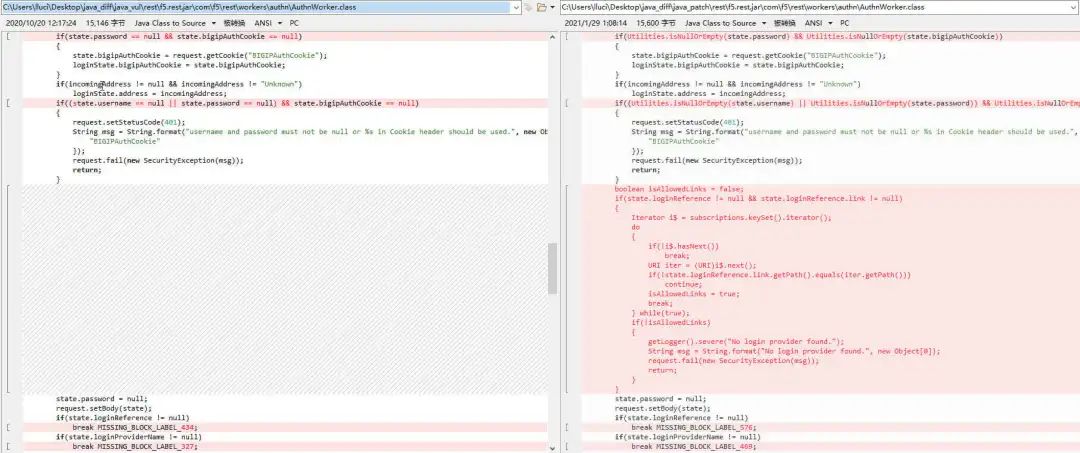 C:\Users\luci\Desktop\java_diff\java_vul\rest\f5.rest.jar\com\f5\rest\workers\authn\AuthnWorker.class
2020/10/20 12:17:24 15,146 字节 Java Class to Source 被转换 ANSI PC
if(state.password == null && state.bigipAuthCookie == null)
{
state.bigipAuthCookie = request.getCookie("BIGIPAuthCookie");
loginState.bigipAuthCookie = state.bigipAuthCookie;
}
if(incomingAddress != null && incomingAddress != "Unknown")
loginState.address = incomingAddress;
if((state.username == null || state.password == null) && state.bigipAuthCookie == null)
{
request.setStatusCode(401);
String msg = String.format("username and password must not be null or %s in Cookie header should be used.", new Ob
"BIGIPAuthCookie"
});
request.fail(new SecurityException(msg));
return;
}
state.password = null;
request.setBody(state);
if(state.loginReference != null)
break MISSING_BLOCK_LABEL_434;
if(state.loginProviderName != null)
break MISSING_BLOCK_LABEL_327;
C:\Users\luci\Desktop\java_diff\java_patch\rest\f5.rest.jar\com\f5\rest\workers\authn\AuthnWorker.class
2021/1/29 1:08:14 15,600 字节 Java Class to Source 被转换 ANSI PC
if(Utilities.isNullOrEmpty(state.password) && Utilities.isNullOrEmpty(state.bigipAuthCookie))
{
state.bigipAuthCookie = request.getCookie("BIGIPAuthCookie");
loginState.bigipAuthCookie = state.bigipAuthCookie;
}
if(incomingAddress != null && incomingAddress != "Unknown")
loginState.address = incomingAddress;
if((Utilities.isNullOrEmpty(state.username) || Utilities.isNullOrEmpty(state.password)) && Utilities.isNullOrEm
{
request.setStatusCode(401);
String msg = String.format("username and password must not be null or %s in Cookie header should be used.",
"BIGIPAuthCookie"
});
request.fail(new SecurityException(msg));
return;
}
boolean isAllowedLinks = false;
if(state.loginReference != null && state.loginReference.link != null)
{
Iterator i$ = subscriptions.keySet().iterator();
do
{
if(!i$.hasNext())
break;
URI iter = (URI)i$.next();
if(!state.loginReference.link.getPath().equals(iter.getPath()))
continue;
isAllowedLinks = true;
break;
} while(true);
if(!isAllowedLinks)
{
getLogger().severe("No login provider found.");
String msg = String.format("No login provider found.", new Object[0]);
request.fail(new SecurityException(msg));
return;
}
}
state.password = null;
request.setBody(state);
if(state.loginReference != null)
break MISSING_BLOCK_LABEL_576;
if(state.loginProviderName != null)
break MISSING_BLOCK_LABEL_469;